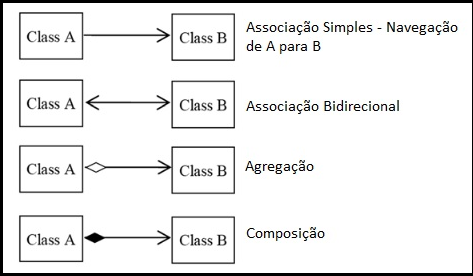 Class A
Class B
Associação Simples - Navegação
de A para B
Class A
Class B
Associação Bidirecional
Class A
Class B
Agregação
Class A
Class B
Composição